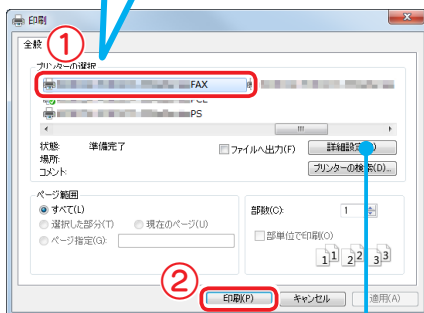 印刷
全般
①
プリンターの選択
FAX
PCL
PS
状態: 準備完了
場所:
コメント:
ファイルへ出力(F)
詳細設定
プリンターの検索(D)...
ページ範囲
すべて(L)
選択した部分(T) 現在のページ(U)
ページ指定(G):
部数(C): 1
部単位で印刷(O)
11 22 33
②
印刷(P) キャンセル 適用(A)